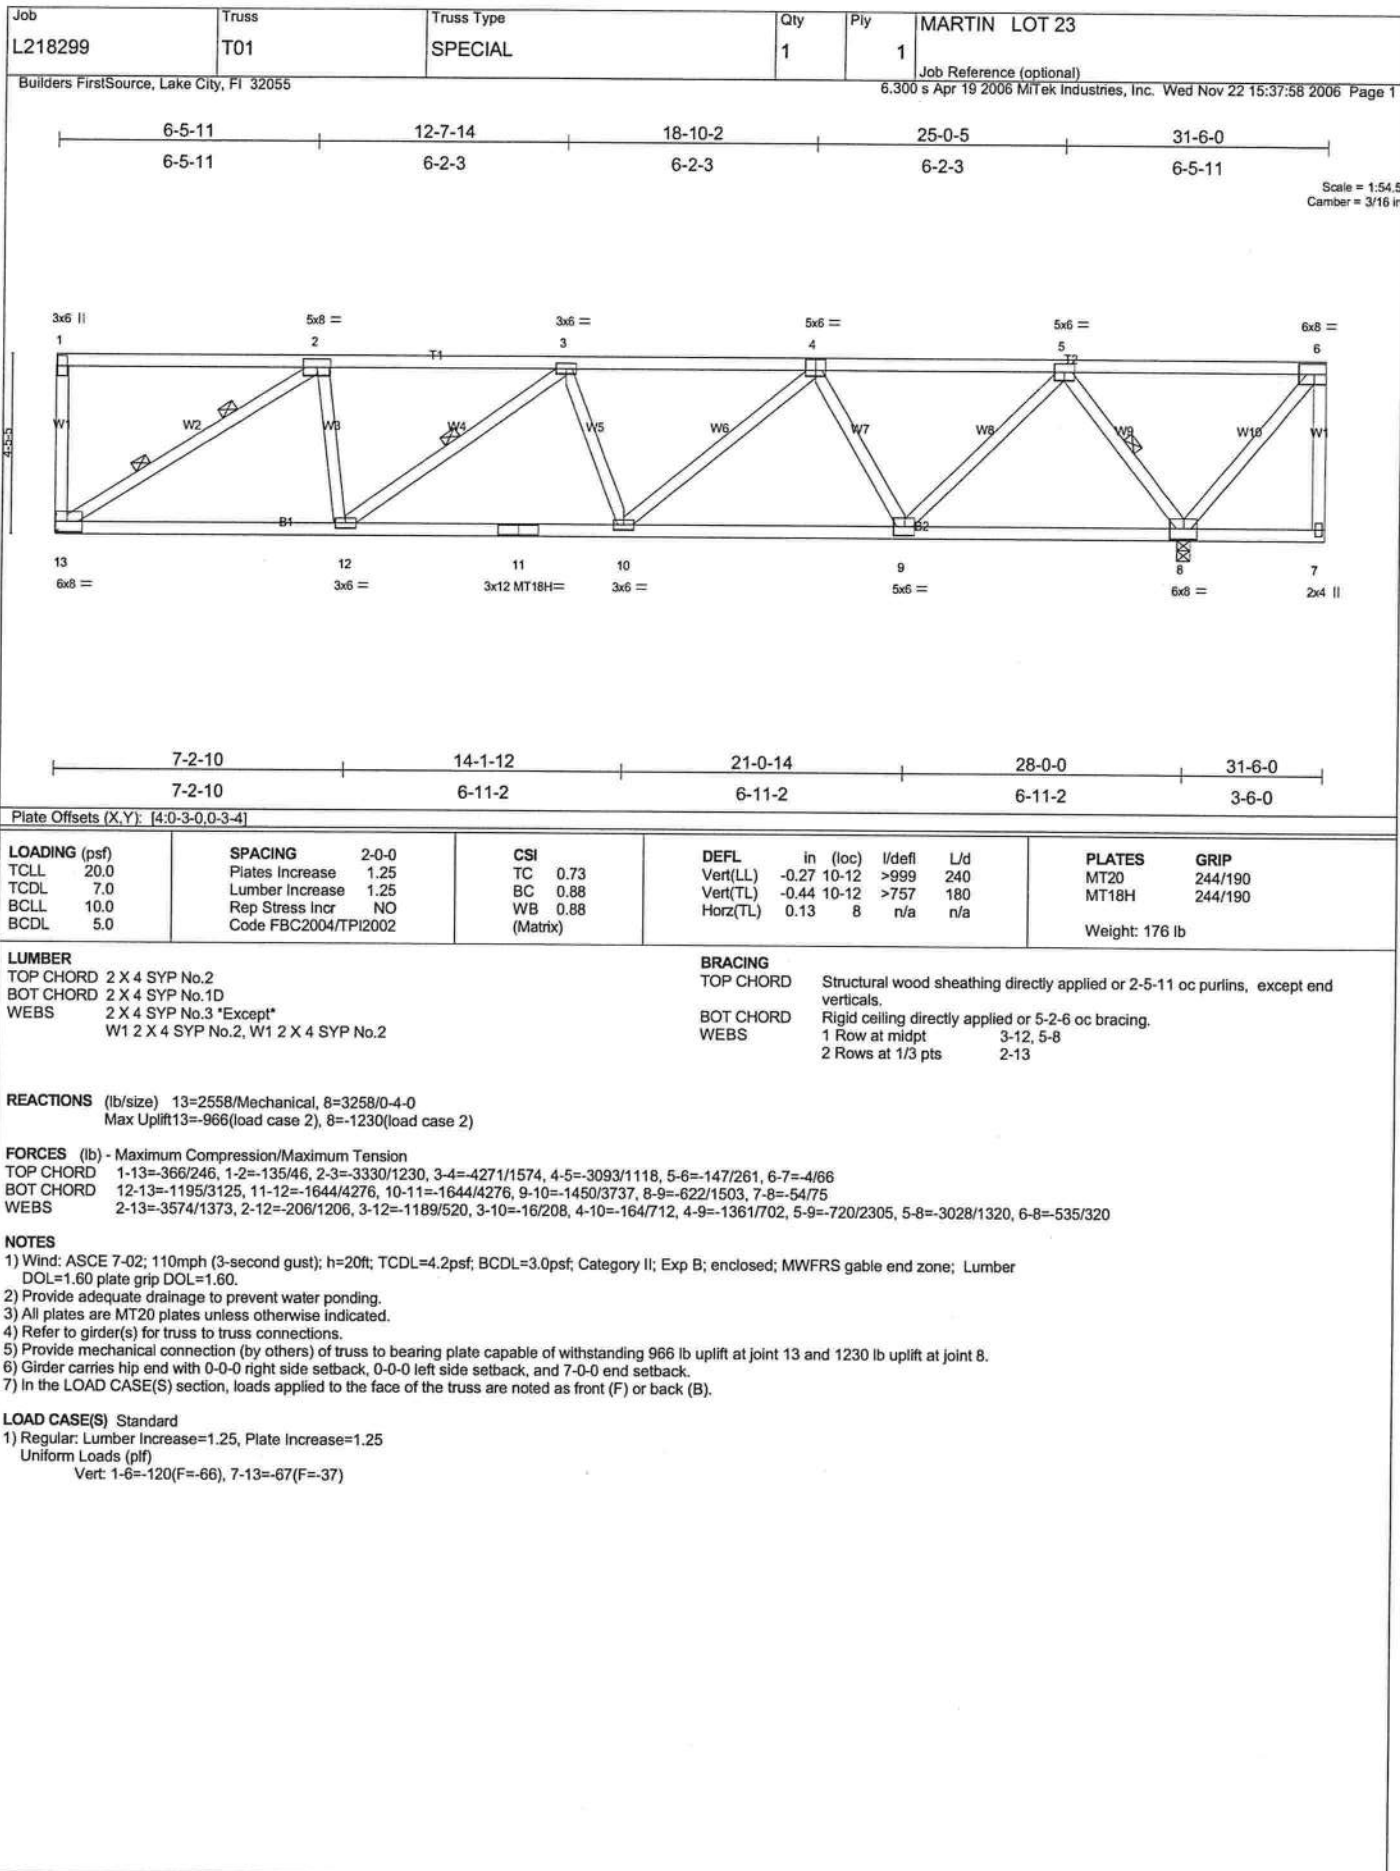 Job Truss Truss Type Qty Ply MARTIN LOT 23
L218299 T01 SPECIAL 1 1
Job Reference (optional)
Builders FirstSource, Lake City, Fl 32055 6.300 s Apr 19 2006 MiTek Industries, Inc. Wed Nov 22 15:37:58 2006 Page 1
6-5-11 12-7-14 18-10-2 25-0-5 31-6-0
6-5-11 6-2-3 6-2-3 6-2-3 6-5-11
Scale = 1:54.5
Camber = 3/16 in
3x6 || 5x8 = 3x6 = 5x6 = 5x6 = 6x8 =
1 2 3 4 5 6
T1 T2
W1 W2 W3 W4 W5 W6 W7 W8 W9 W10 W1
4-5-5
B1 B2
13 12 11 10 9 8 7
6x8 = 3x6 = 3x12 MT18H= 3x6 = 5x6 = 6x8 = 2x4 ||
7-2-10 14-1-12 21-0-14 28-0-0 31-6-0
7-2-10 6-11-2 6-11-2 6-11-2 3-6-0
Plate Offsets (X,Y): [4:0-3-0,0-3-4]
LOADING (psf) SPACING 2-0-0 CSI DEFL in (loc) l/defl L/d PLATES GRIP
TCLL 20.0 Plates Increase 1.25 TC 0.73 Vert(LL) -0.27 10-12 >999 240 MT20 244/190
TCDL 7.0 Lumber Increase 1.25 BC 0.88 Vert(TL) -0.44 10-12 >757 180 MT18H 244/190
BCLL 10.0 Rep Stress Incr NO WB 0.88 Horz(TL) 0.13 8 n/a n/a
BCDL 5.0 Code FBC2004/TPI2002 (Matrix) Weight: 176 lb
LUMBER
TOP CHORD 2 X 4 SYP No.2
BOT CHORD 2 X 4 SYP No.1D
WEBS 2 X 4 SYP No.3 *Except*
W1 2 X 4 SYP No.2, W1 2 X 4 SYP No.2
BRACING
TOP CHORD Structural wood sheathing directly applied or 2-5-11 oc purlins, except end
verticals.
BOT CHORD Rigid ceiling directly applied or 5-2-6 oc bracing.
WEBS 1 Row at midpt 3-12, 5-8
2 Rows at 1/3 pts 2-13
REACTIONS (lb/size) 13=2558/Mechanical, 8=3258/0-4-0
Max Uplift13=-966(load case 2), 8=-1230(load case 2)
FORCES (lb) - Maximum Compression/Maximum Tension
TOP CHORD 1-13=-366/246, 1-2=-135/46, 2-3=-3330/1230, 3-4=-4271/1574, 4-5=-3093/1118, 5-6=-147/261, 6-7=-4/66
BOT CHORD 12-13=-1195/3125, 11-12=-1644/4276, 10-11=-1644/4276, 9-10=-1450/3737, 8-9=-622/1503, 7-8=-54/75
WEBS 2-13=-3574/1373, 2-12=-206/1206, 3-12=-1189/520, 3-10=-16/208, 4-10=-164/712, 4-9=-1361/702, 5-9=-720/2305, 5-8=-3028/1320, 6-8=-535/320
NOTES
1) Wind: ASCE 7-02; 110mph (3-second gust); h=20ft; TCDL=4.2psf; BCDL=3.0psf; Category II; Exp B; enclosed; MWFRS gable end zone; Lumber
DOL=1.60 plate grip DOL=1.60.
2) Provide adequate drainage to prevent water ponding.
3) All plates are MT20 plates unless otherwise indicated.
4) Refer to girder(s) for truss to truss connections.
5) Provide mechanical connection (by others) of truss to bearing plate capable of withstanding 966 lb uplift at joint 13 and 1230 lb uplift at joint 8.
6) Girder carries hip end with 0-0-0 right side setback, 0-0-0 left side setback, and 7-0-0 end setback.
7) In the LOAD CASE(S) section, loads applied to the face of the truss are noted as front (F) or back (B).
LOAD CASE(S) Standard
1) Regular: Lumber Increase=1.25, Plate Increase=1.25
Uniform Loads (plf)
Vert: 1-6=-120(F=-66), 7-13=-67(F=-37)